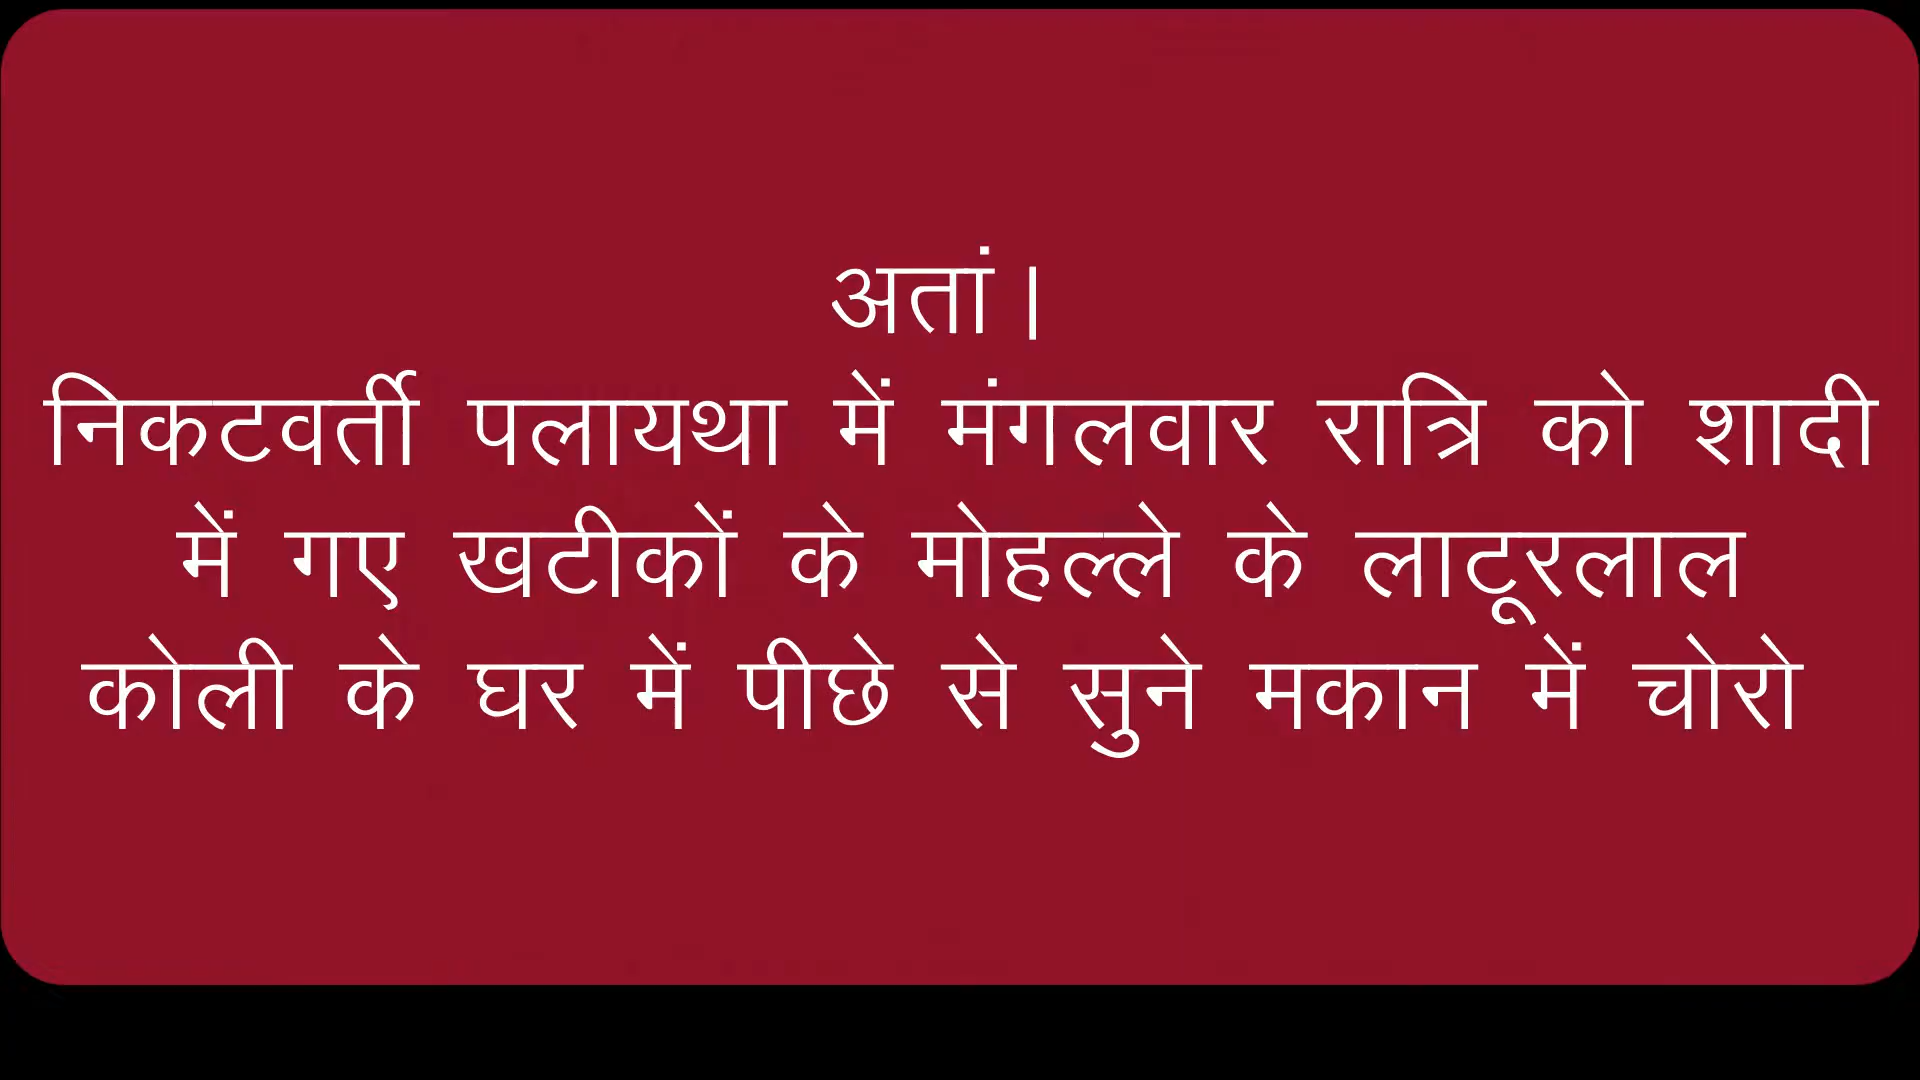 अतां।
निकटवर्ती पलायथा में मंगलवार रात्रि को शादी
में गए खटीकों के मोहल्ले के लाटूरलाल
कोली के घर में पीछे से सुने मकान में चोरो